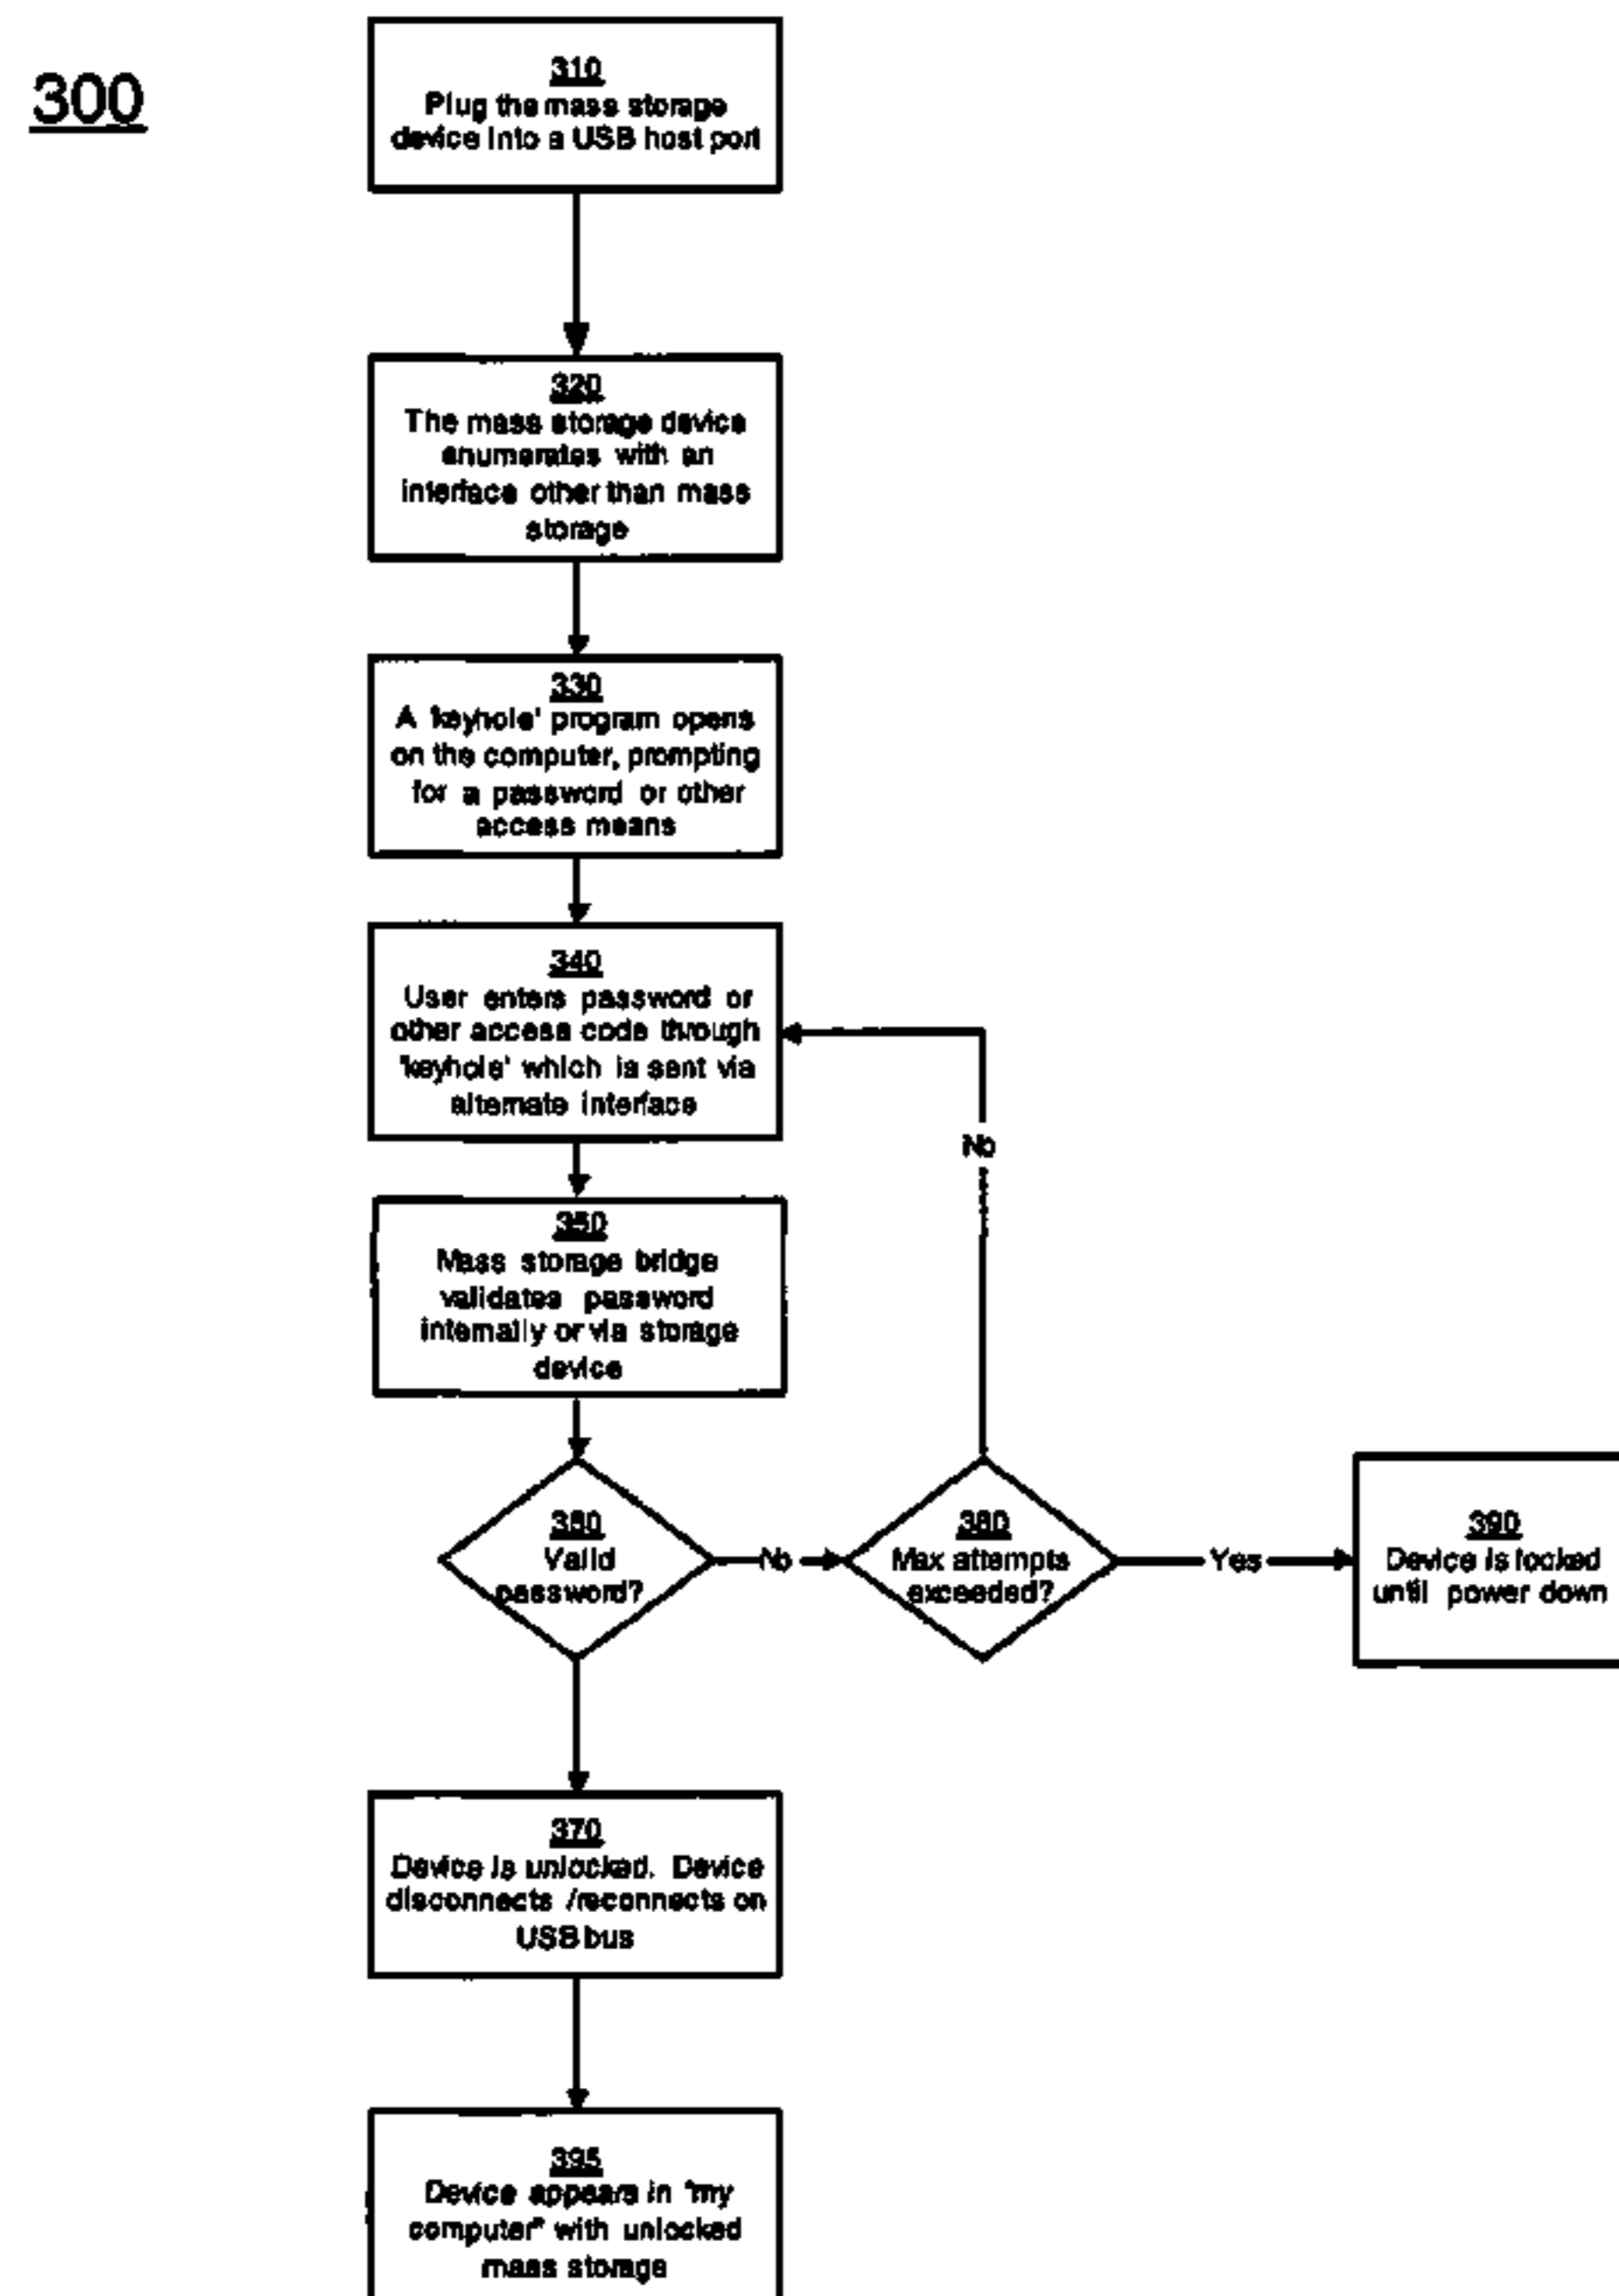 300
310
Plug the mass storage
device into a USB host port
320
The mass storage device
enumerates with an
interface other than mass
storage
330
A 'keyhole' program opens
on the computer, prompting
for a password or other
access means
340
User enters password or
other access code through
'keyhole' which is sent via
alternate interface
350
Mass storage bridge
validates password
internally or via storage
device
360
Valid
password?
No
380
Max attempts
exceeded?
No
Yes
390
Device is locked
until power down
370
Device is unlocked. Device
disconnects /reconnects on
USB bus
395
Device appears in "my
computer" with unlocked
mass storage